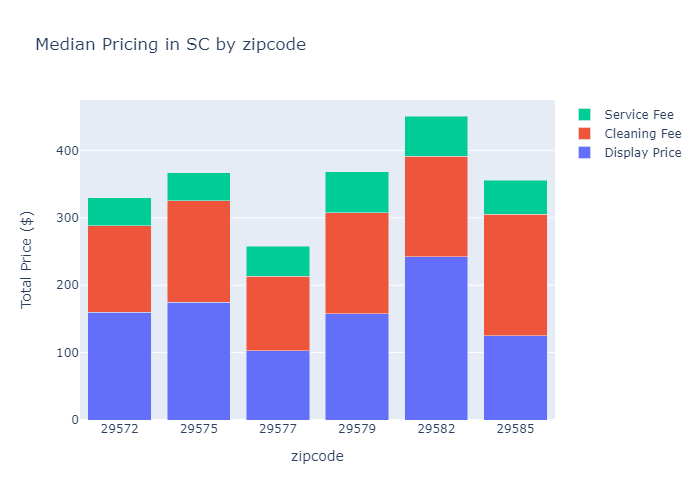 Median Pricing in SC by zipcode
Service Fee
Cleaning Fee
Display Price
Total Price ($)
400
300
200
100
0
29572 29575 29577 29579 29582 29585
zipcode